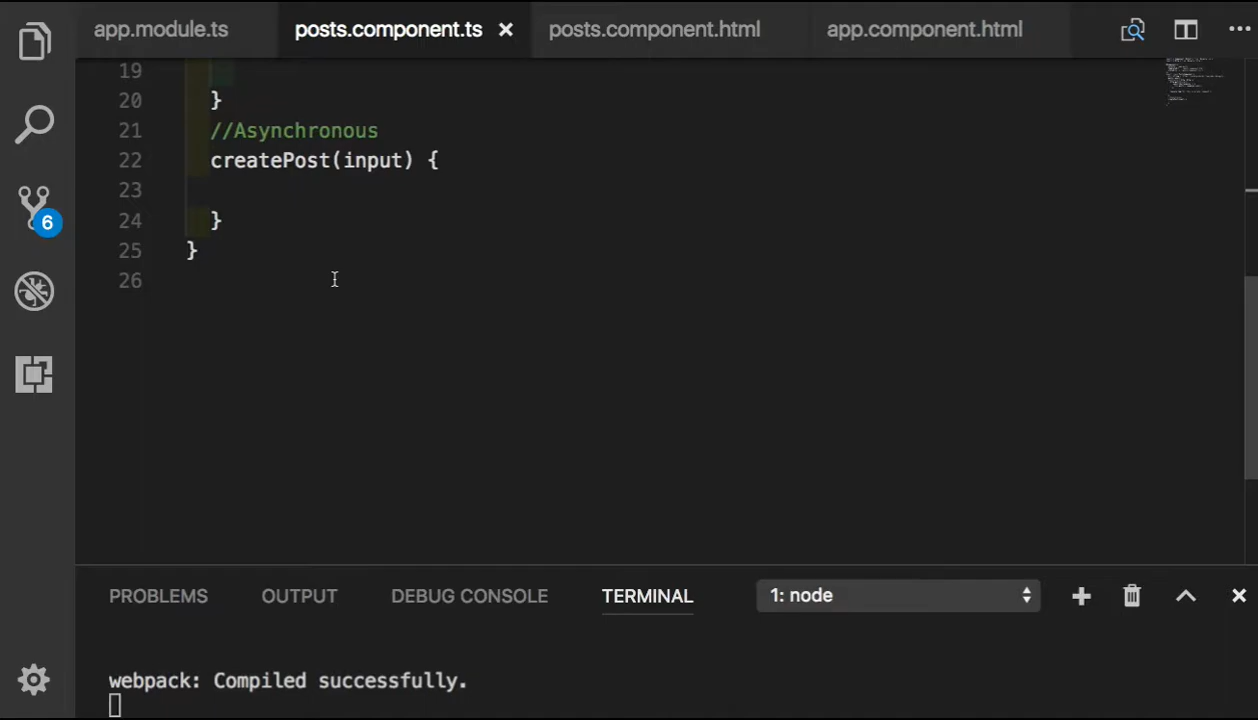 app.module.ts posts.component.ts posts.component.html app.component.html
19
20 }
21 //Asynchronous
22 createPost(input) {
23
24 }
25 }
26
6
PROBLEMS OUTPUT DEBUG CONSOLE TERMINAL 1: node
webpack: Compiled successfully.